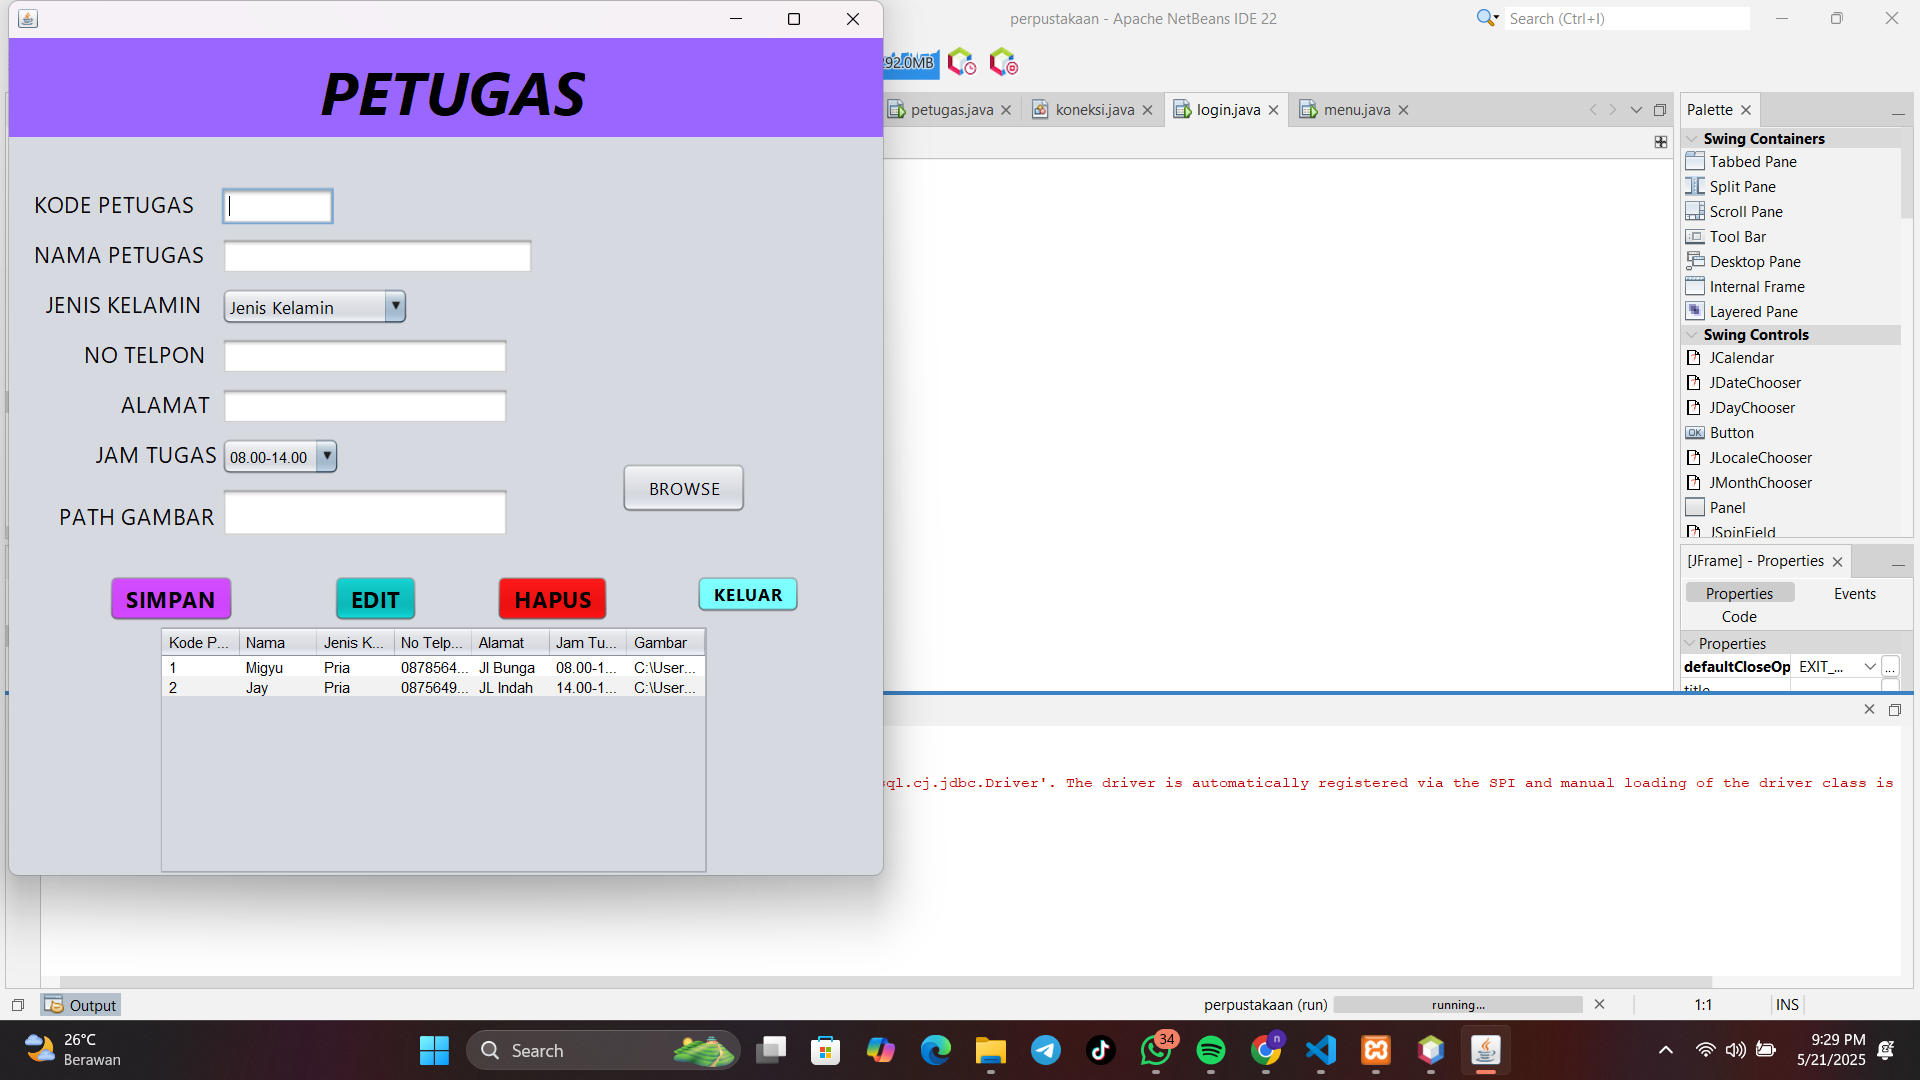 perpustakaan - Apache NetBeans IDE 22
Search (Ctrl+I)
PETUGAS
92.0MB
petugas.java
koneksi.java
login.java
menu.java
Palette
Swing Containers
Tabbed Pane
Split Pane
Scroll Pane
Tool Bar
Desktop Pane
Internal Frame
Layered Pane
Swing Controls
JCalendar
JDateChooser
JDayChooser
Button
JLocaleChooser
JMonthChooser
Panel
JSpinField
KODE PETUGAS
NAMA PETUGAS
JENIS KELAMIN
Jenis Kelamin
NO TELPON
ALAMAT
JAM TUGAS
08.00-14.00
PATH GAMBAR
BROWSE
SIMPAN
EDIT
HAPUS
KELUAR
Kode P... Nama Jenis K... No Telp... Alamat Jam Tu... Gambar
1 Migyu Pria 0878564... Jl Bunga 08.00-1... C:\User...
2 Jay Pria 0875649... JL Indah 14.00-1... C:\User...
[JFrame] - Properties
Properties
Events
Code
Properties
defaultCloseOp EXIT_... ...
title
ql.cj.jdbc.Driver'. The driver is automatically registered via the SPI and manual loading of the driver class is
Output
perpustakaan (run)
running...
1:1
INS
26°C
Berawan
Search
34
n
9:29 PM
5/21/2025